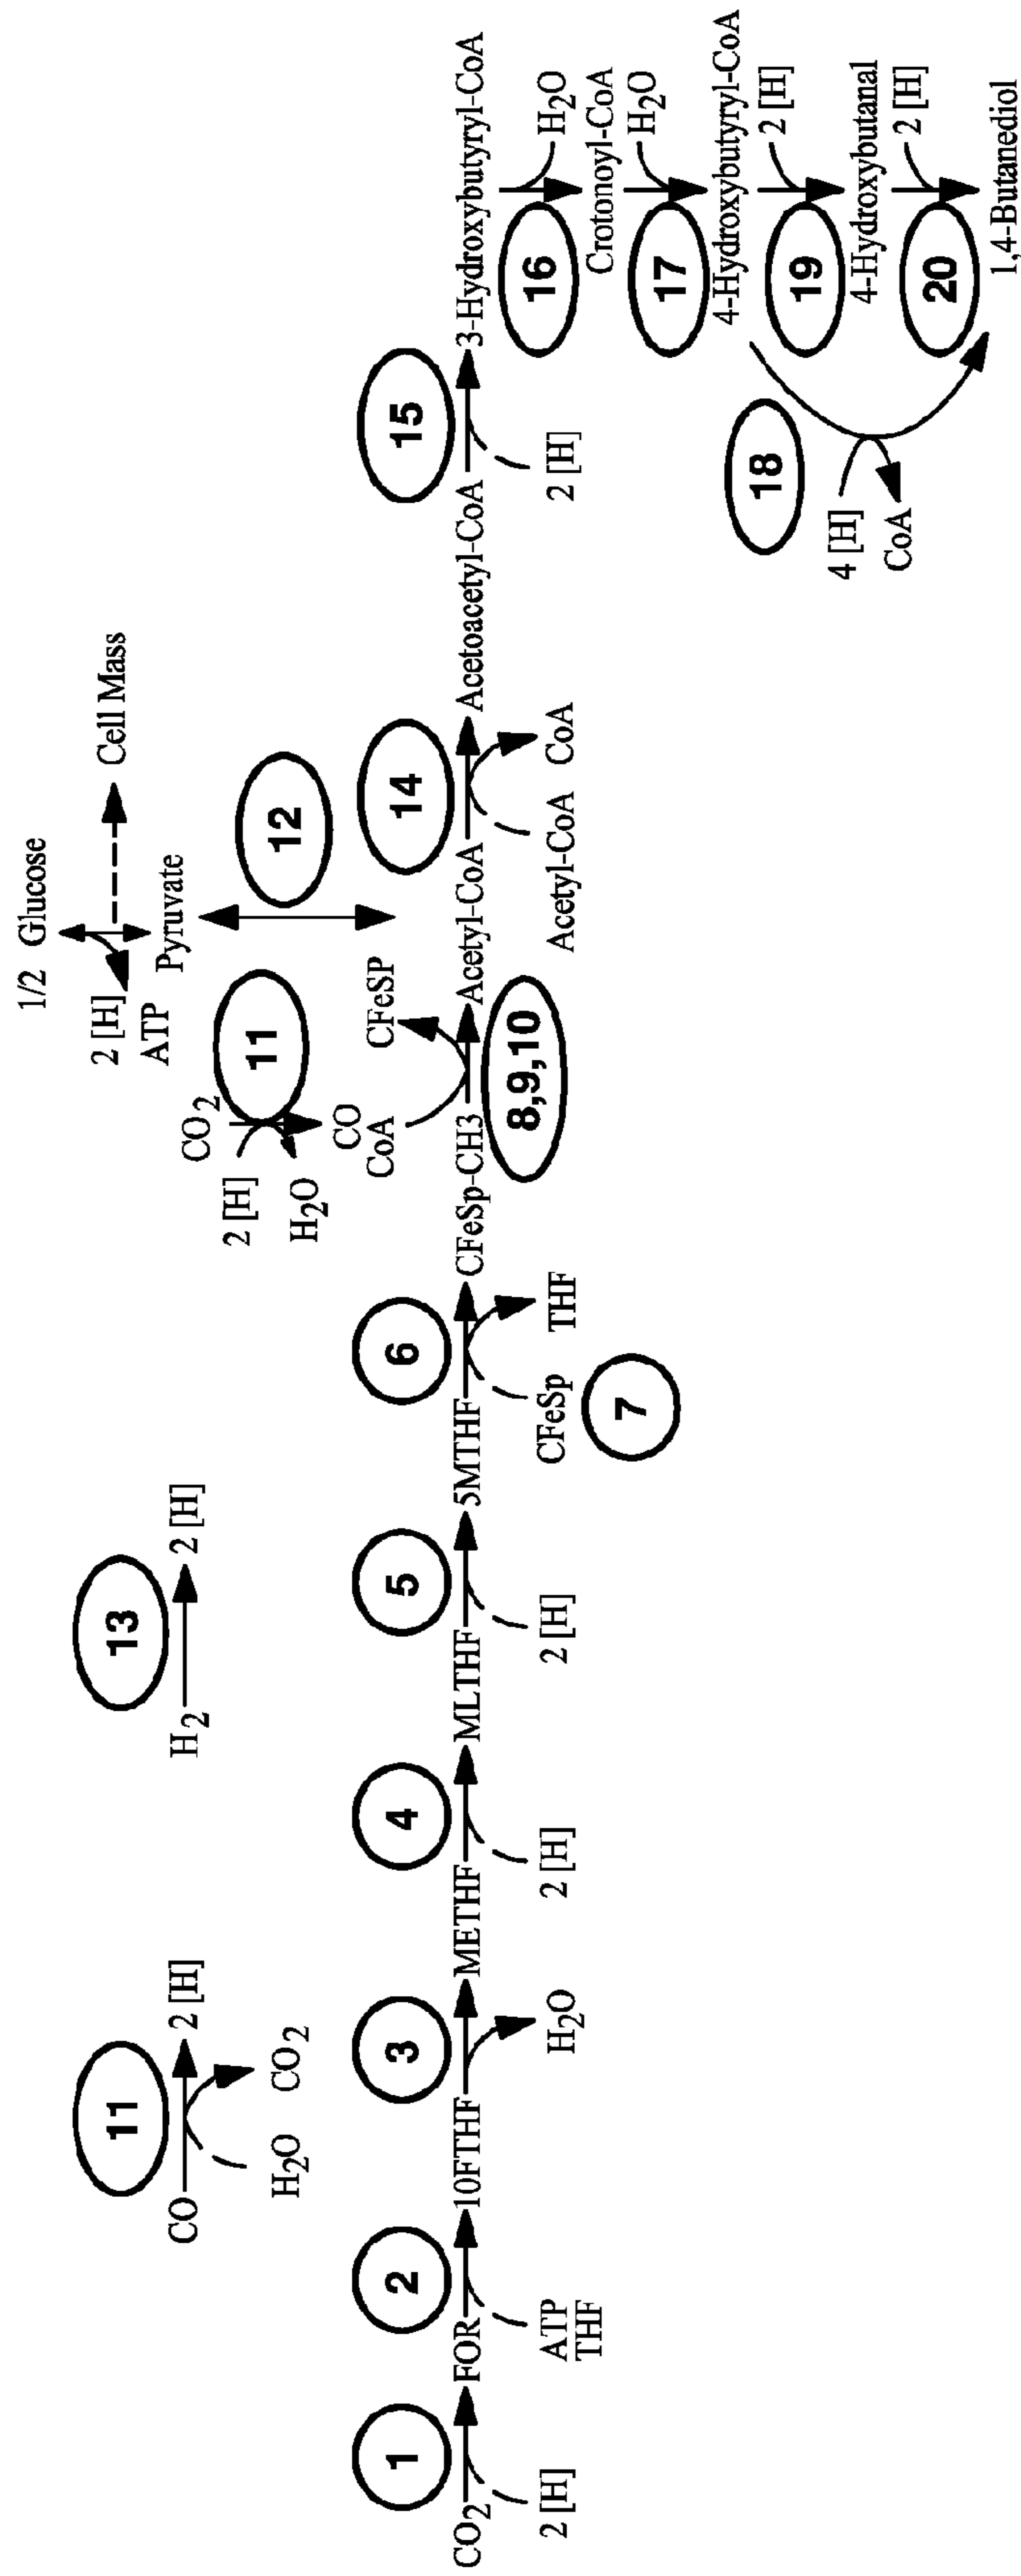 1/2 Glucose
2 [H]
ATP
Cell Mass
Pyruvate
11
CO
2 [H]
H2O
CO2
13
H2
2 [H]
CO2
11
2 [H]
H2O
CO
CoA
CFeSP
12
1
2
3
4
5
6
14
15
CO2
FOR
10FTHF
METHF
MLTHF
5MTHF
CFeSp-CH3
Acetyl-CoA
Acetoacetyl-CoA
3-Hydroxybutyryl-CoA
2 [H]
ATP
THF
H2O
2 [H]
2 [H]
CFeSp
THF
7
8,9,10
Acetyl-CoA
CoA
2 [H]
16
H2O
Crotonoyl-CoA
17
H2O
4-Hydroxybutyryl-CoA
18
4 [H]
CoA
19
2 [H]
4-Hydroxybutanal
20
2 [H]
1,4-Butanediol